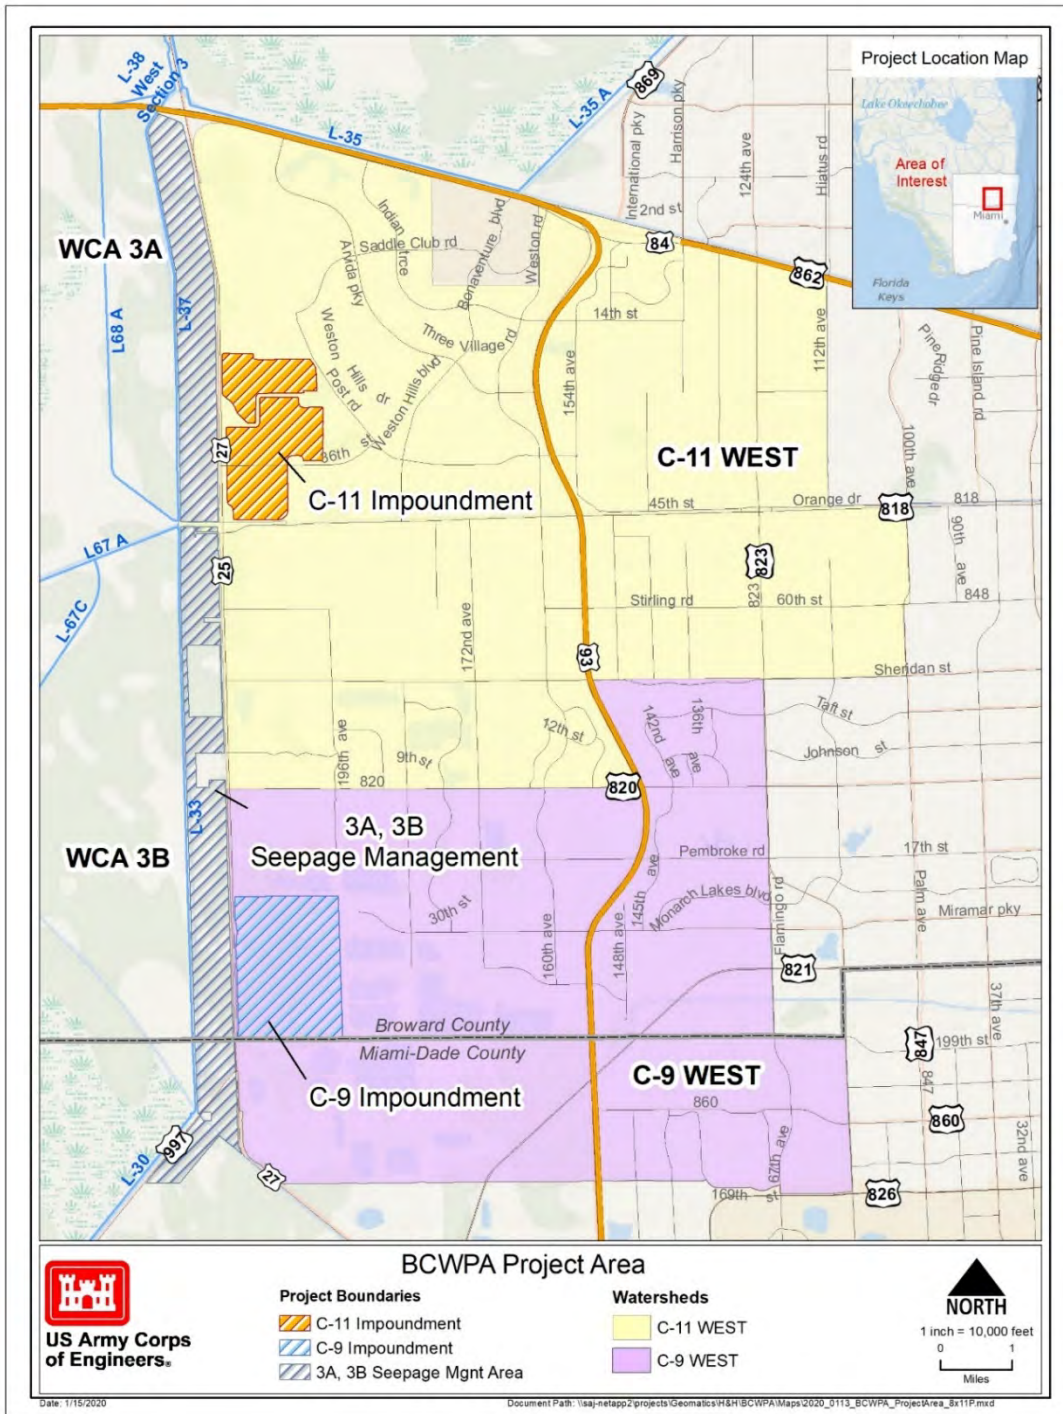 L-38
West
Section 3
L-35
L-35 A
869
International pky
Harrison pky
124th ave
Hiatus rd
2nd st
84
862
Project Location Map
Lake Okeechobee
Area of
Interest
Miami
Florida
Keys
WCA 3A
L-37
L68 A
Indian trce
Arvida pky
Saddle Club rd
Bonaventure blvd
Weston rd
Three Village rd
Weston Hills dr
Post rd
Weston Hills blvd
36th st
14th st
154th ave
112th ave
Pine Ridge dr
Pine Island rd
100th ave
27
C-11 WEST
C-11 Impoundment
45th st
Orange dr
818
818
90th ave
L67 A
L-67C
25
823
823
Stirling rd
60th st
848
172nd ave
93
Sheridan st
196th ave
9th st
12th st
142nd ave
136th ave
Taft st
Johnson st
820
820
L-33
3A, 3B
Seepage Management
WCA 3B
Pembroke rd
17th st
145th ave
Monarch Lakes blvd
Palm ave
Miramar pky
30th st
160th ave
148th ave
Flamingo rd
821
37th ave
Broward County
Miami-Dade County
847
199th st
C-9 WEST
C-9 Impoundment
860
847
860
32nd ave
67th ave
997
L-30
27
169th st
826
BCWPA Project Area
US Army Corps
of Engineers®
Project Boundaries
C-11 Impoundment
C-9 Impoundment
3A, 3B Seepage Mgnt Area
Watersheds
C-11 WEST
C-9 WEST
NORTH
1 inch = 10,000 feet
0 1
Miles
Date: 1/15/2020
Document Path: \\saj-netapp2\projects\Geomatics\H&H\BCWPA\Maps\2020_0113_BCWPA_ProjectArea_8x11P.mxd